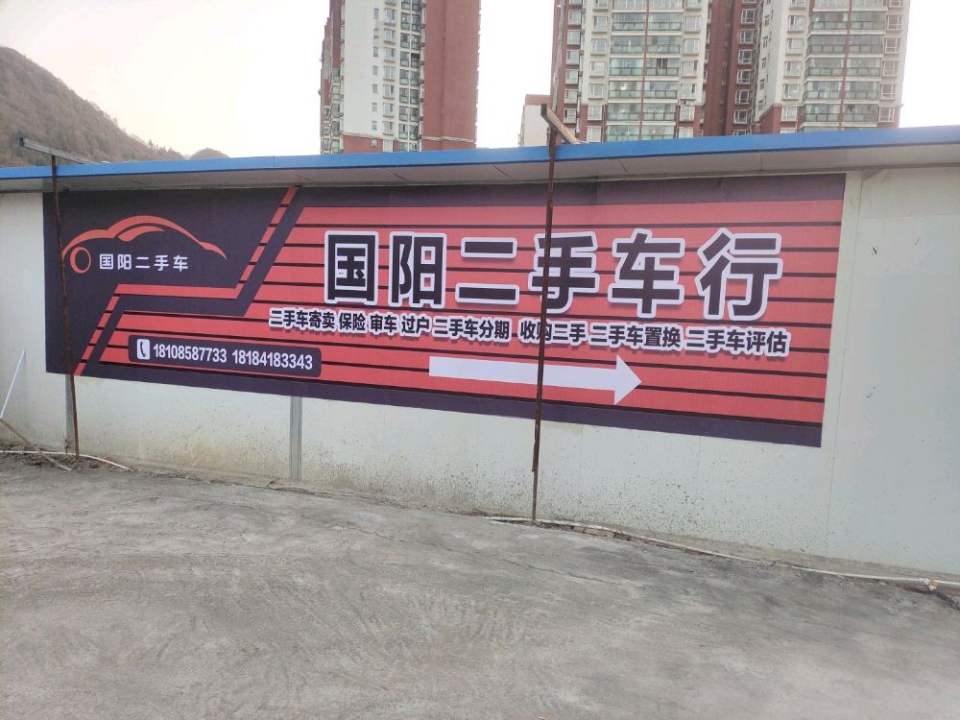 国阳二手车
国阳二手车行
二手车寄卖 保险 审车 过户 二手车分期 收购二手 二手车置换 二手车评估
18108587733 18184183343